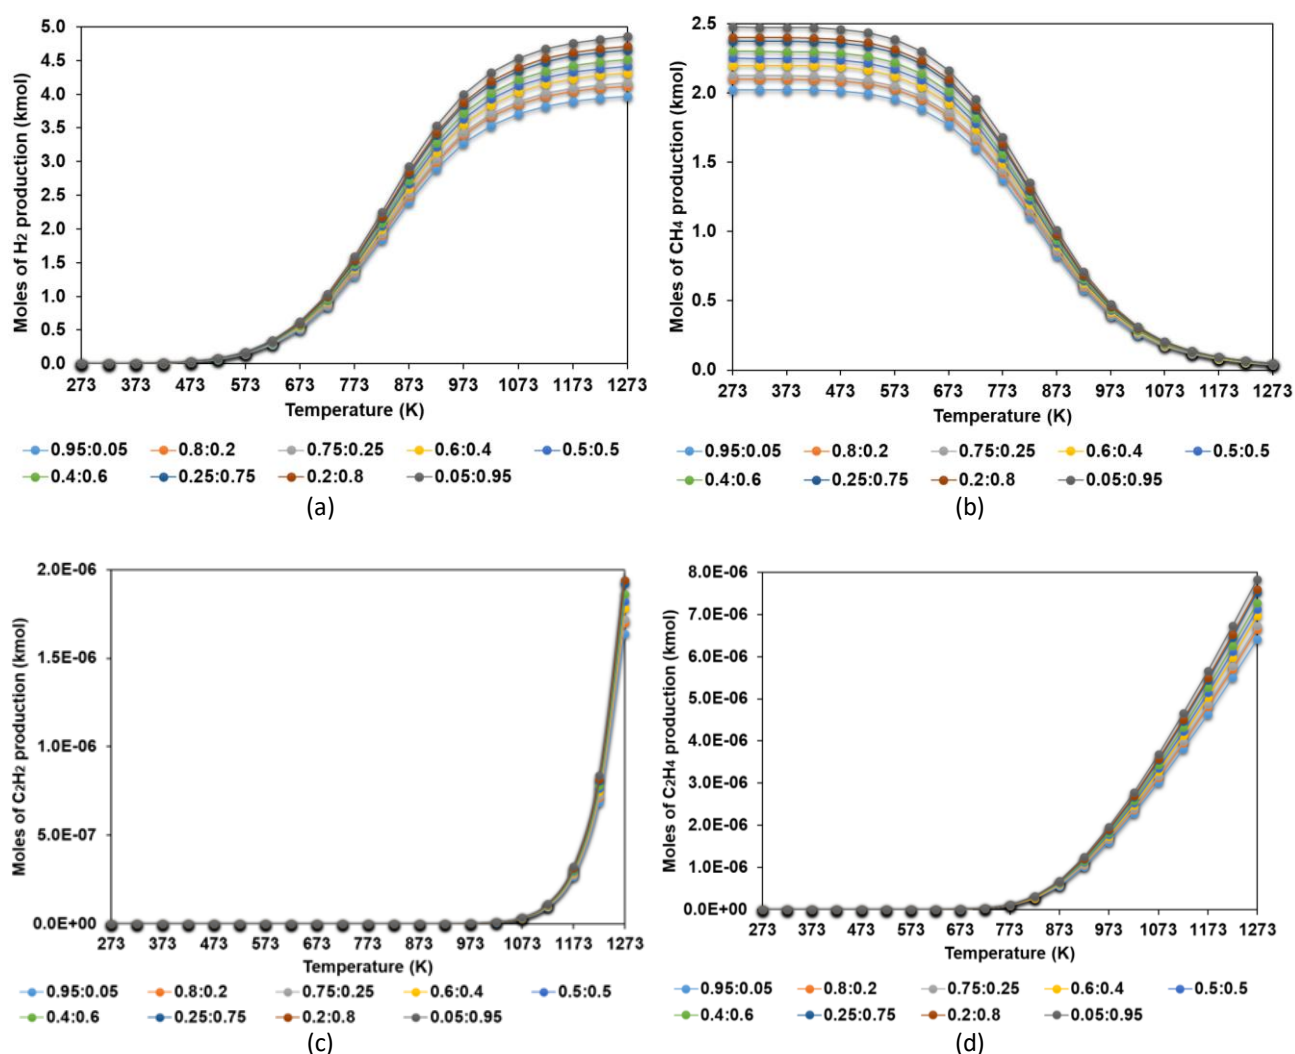 Moles of H2 production (kmol)
5.0
4.5
4.0
3.5
3.0
2.5
2.0
1.5
1.0
0.5
0.0
273 373 473 573 673 773 873 973 1073 1173 1273
Temperature (K)
0.95:0.05 0.8:0.2 0.75:0.25 0.6:0.4 0.5:0.5
0.4:0.6 0.25:0.75 0.2:0.8 0.05:0.95
(a)
Moles of CH4 production (kmol)
2.5
2.0
1.5
1.0
0.5
0.0
273 373 473 573 673 773 873 973 1073 1173 1273
Temperature (K)
0.95:0.05 0.8:0.2 0.75:0.25 0.6:0.4 0.5:0.5
0.4:0.6 0.25:0.75 0.2:0.8 0.05:0.95
(b)
Moles of C2H2 production (kmol)
2.0E-06
1.5E-06
1.0E-06
5.0E-07
0.0E+00
273 373 473 573 673 773 873 973 1073 1173 1273
Temperature (K)
0.95:0.05 0.8:0.2 0.75:0.25 0.6:0.4 0.5:0.5
0.4:0.6 0.25:0.75 0.2:0.8 0.05:0.95
(c)
Moles of C2H4 production (kmol)
8.0E-06
7.0E-06
6.0E-06
5.0E-06
4.0E-06
3.0E-06
2.0E-06
1.0E-06
0.0E+00
273 373 473 573 673 773 873 973 1073 1173 1273
Temperature (K)
0.95:0.05 0.8:0.2 0.75:0.25 0.6:0.4 0.5:0.5
0.4:0.6 0.25:0.75 0.2:0.8 0.05:0.95
(d)